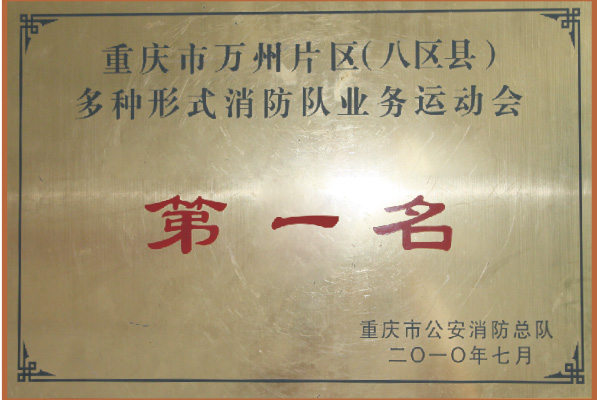 重庆市万州片区（八区县）
多种形式消防队业务运动会
第一名
重庆市公安消防总队
二〇一〇年七月